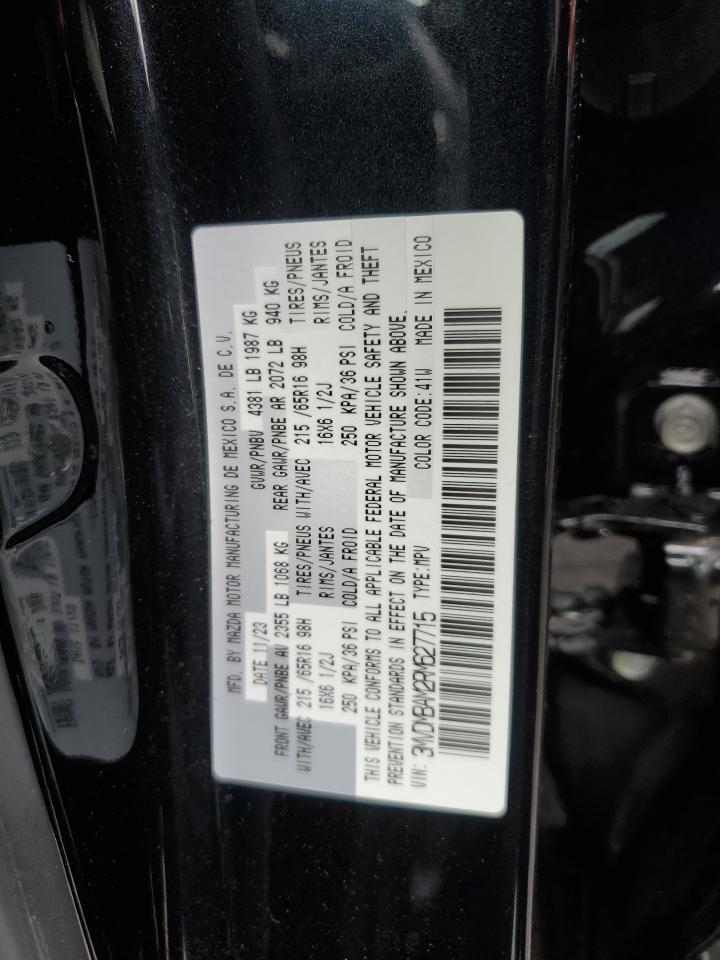 MFD. BY MAZDA MOTOR MANUFACTURING DE MEXICO S.A. DE C.V.
DATE 11/23 GVWR/PNBV 4381 LB 1987 KG
FRONT GAWR/PNBE AV 2355 LB 1068 KG REAR GAWR/PNBE AR 2072 LB 940 KG
WITH/AVEC 215 /65R16 98H TIRES/PNEUS WITH/AVEC 215 /65R16 98H TIRES/PNEUS
16X6 1/2J RIMS/JANTES 16X6 1/2J RIMS/JANTES
250 KPA/36 PSI COLD/A FROID 250 KPA/36 PSI COLD/A FROID
THIS VEHICLE CONFORMS TO ALL APPLICABLE FEDERAL MOTOR VEHICLE SAFETY AND THEFT
PREVENTION STANDARDS IN EFFECT ON THE DATE OF MANUFACTURE SHOWN ABOVE.
VIN: 3MVDMBAM2RM627715 TYPE:MPV COLOR CODE:41W MADE IN MEXICO